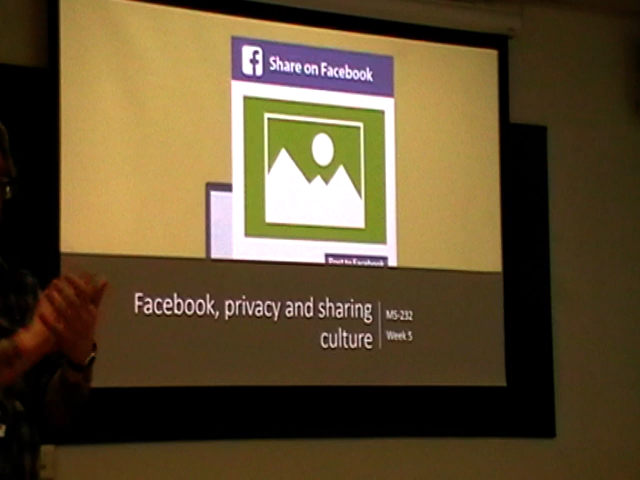 f Share on Facebook
Post to Facebook
Facebook, privacy and sharing
culture
MS-232
Week 5